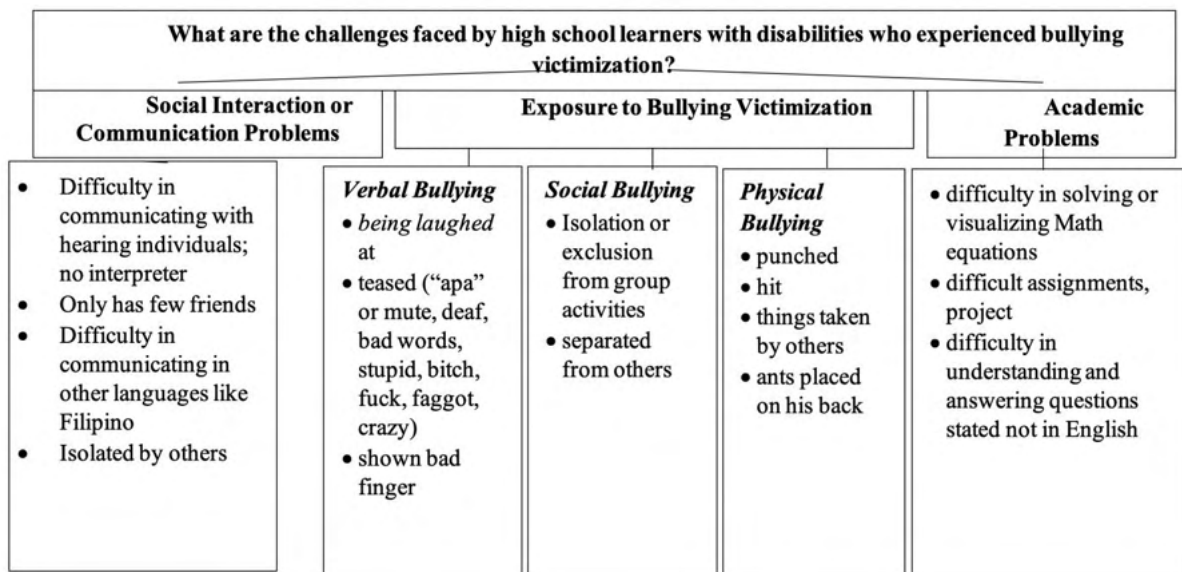 What are the challenges faced by high school learners with disabilities who experienced bullying
victimization?
Social Interaction or
Communication Problems
Exposure to Bullying Victimization
Academic
Problems
• Difficulty in
communicating with
hearing individuals;
no interpreter
• Only has few friends
• Difficulty in
communicating in
other languages like
Filipino
• Isolated by others
Verbal Bullying
• being laughed
at
• teased (“apa”
or mute, deaf,
bad words,
stupid, bitch,
fuck, faggot,
crazy)
• shown bad
finger
Social Bullying
• Isolation or
exclusion
from group
activities
• separated
from others
Physical
Bullying
• punched
• hit
• things taken
by others
• ants placed
on his back
• difficulty in solving or
visualizing Math
equations
• difficult assignments,
project
• difficulty in
understanding and
answering questions
stated not in English